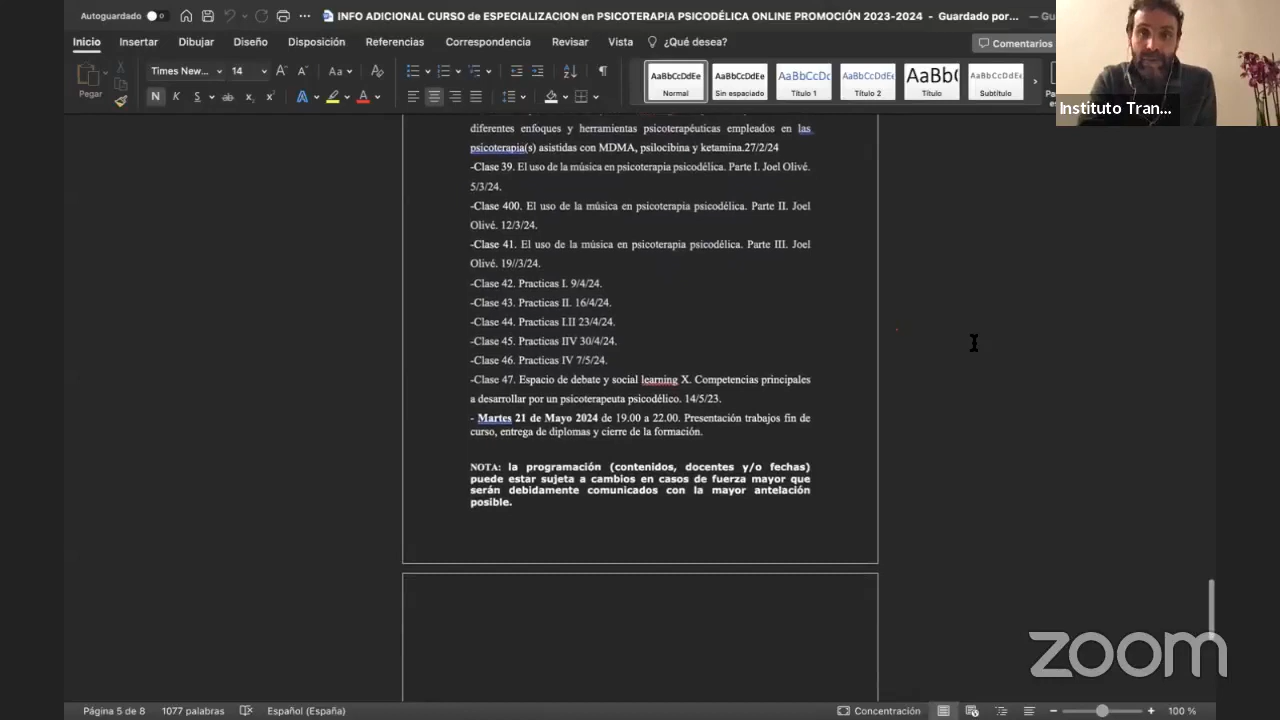 Autoguardado
INFO ADICIONAL CURSO de ESPECIALIZACION en PSICOTERAPIA PSICODÉLICA ONLINE PROMOCIÓN 2023-2024 - Guardado por...
Inicio Insertar Dibujar Diseño Disposición Referencias Correspondencia Revisar Vista ¿Qué desea?
Comentarios
Pegar
Times New... 14
N K S ab x x
AaBbCcDdEe AaBbCcDdEe AaBbCcDc AaBbCcDdEe AaBb( AaBbCcDdEe
Normal Sin espaciado Título 1 Título 2 Título Subtítulo
Instituto Tran...
diferentes enfoques y herramientas psicoterapéuticas empleados en las
psicoterapia(s) asistidas con MDMA, psilocibina y ketamina.27/2/24
-Clase 39. El uso de la música en psicoterapia psicodélica. Parte I. Joel Olivé.
5/3/24.
-Clase 400. El uso de la música en psicoterapia psicodélica. Parte II. Joel
Olivé. 12/3/24.
-Clase 41. El uso de la música en psicoterapia psicodélica. Parte III. Joel
Olivé. 19//3/24.
-Clase 42. Practicas I. 9/4/24.
-Clase 43. Practicas II. 16/4/24.
-Clase 44. Practicas I.II 23/4/24.
-Clase 45. Practicas IIV 30/4/24.
-Clase 46. Practicas IV 7/5/24.
-Clase 47. Espacio de debate y social learning X. Competencias principales
a desarrollar por un psicoterapeuta psicodélico. 14/5/23.
- Martes 21 de Mayo 2024 de 19.00 a 22.00. Presentación trabajos fin de
curso, entrega de diplomas y cierre de la formación.
NOTA: la programación (contenidos, docentes y/o fechas)
puede estar sujeta a cambios en casos de fuerza mayor que
serán debidamente comunicados con la mayor antelación
posible.
zoom
Página 5 de 8 1077 palabras Español (España) Concentración 100 %